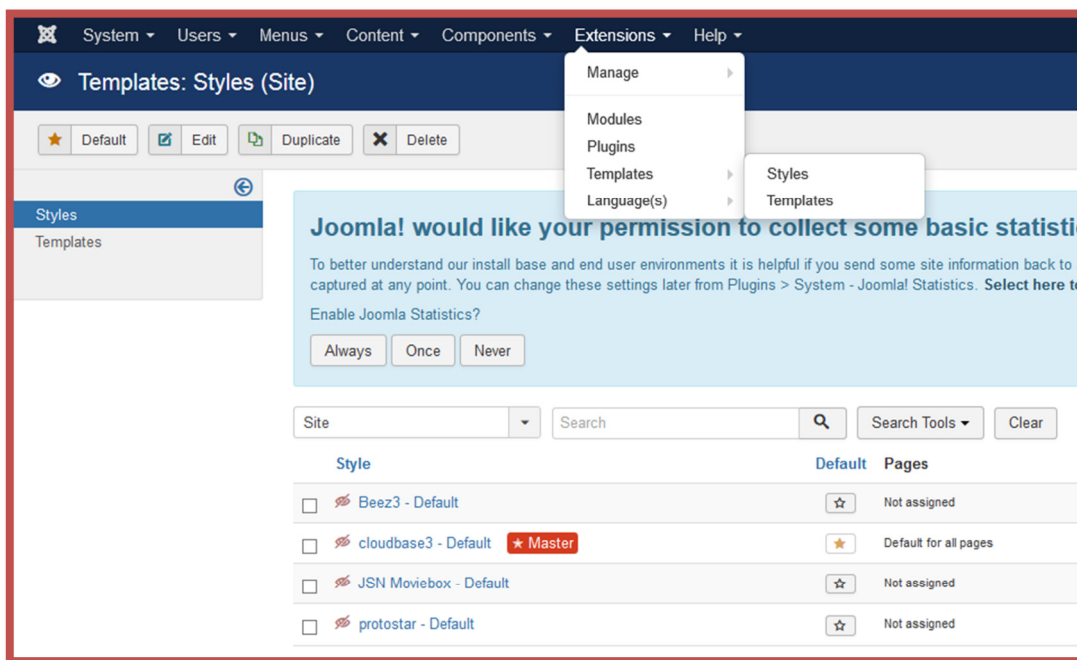 System Users Menus Content Components Extensions Help
Templates: Styles (Site)
Manage
Modules
Plugins
Templates
Language(s)
Styles
Templates
Default Edit Duplicate Delete
Styles
Templates
Joomla! would like your permission to collect some basic statisti
To better understand our install base and end user environments it is helpful if you send some site information back to
captured at any point. You can change these settings later from Plugins > System - Joomla! Statistics. Select here to
Enable Joomla Statistics?
Always Once Never
Site Search Search Tools Clear
Style Default Pages
Beez3 - Default Not assigned
cloudbase3 - Default Master Default for all pages
JSN Moviebox - Default Not assigned
protostar - Default Not assigned